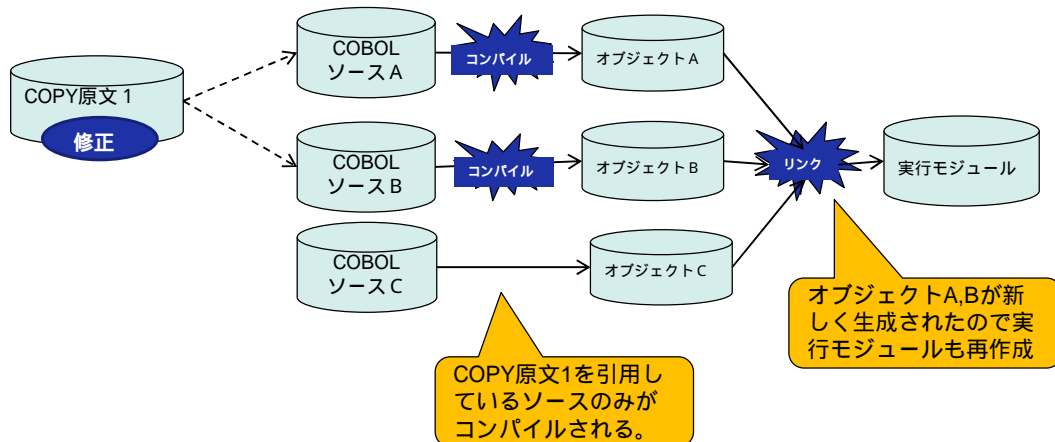 COPY原文１
修正
COBOL
ソースＡ
コンパイル
オブジェクトＡ
COBOL
ソースＢ
コンパイル
オブジェクトＢ
リンク
実行モジュール
COBOL
ソースＣ
オブジェクトＣ
オブジェクトA,Bが新
しく生成されたので実
行モジュールも再作成
COPY原文1を引用し
ているソースのみが
コンパイルされる。